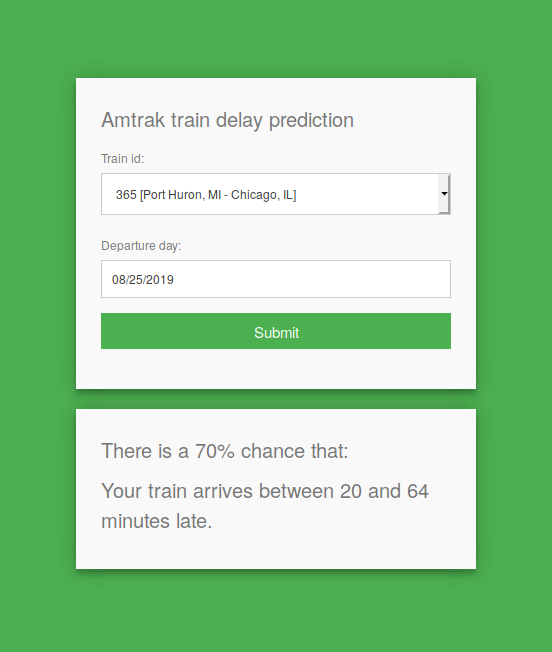 Amtrak train delay prediction
Train id:
365 [Port Huron, MI - Chicago, IL]
Departure day:
08/25/2019
Submit
There is a 70% chance that:
Your train arrives between 20 and 64
minutes late.